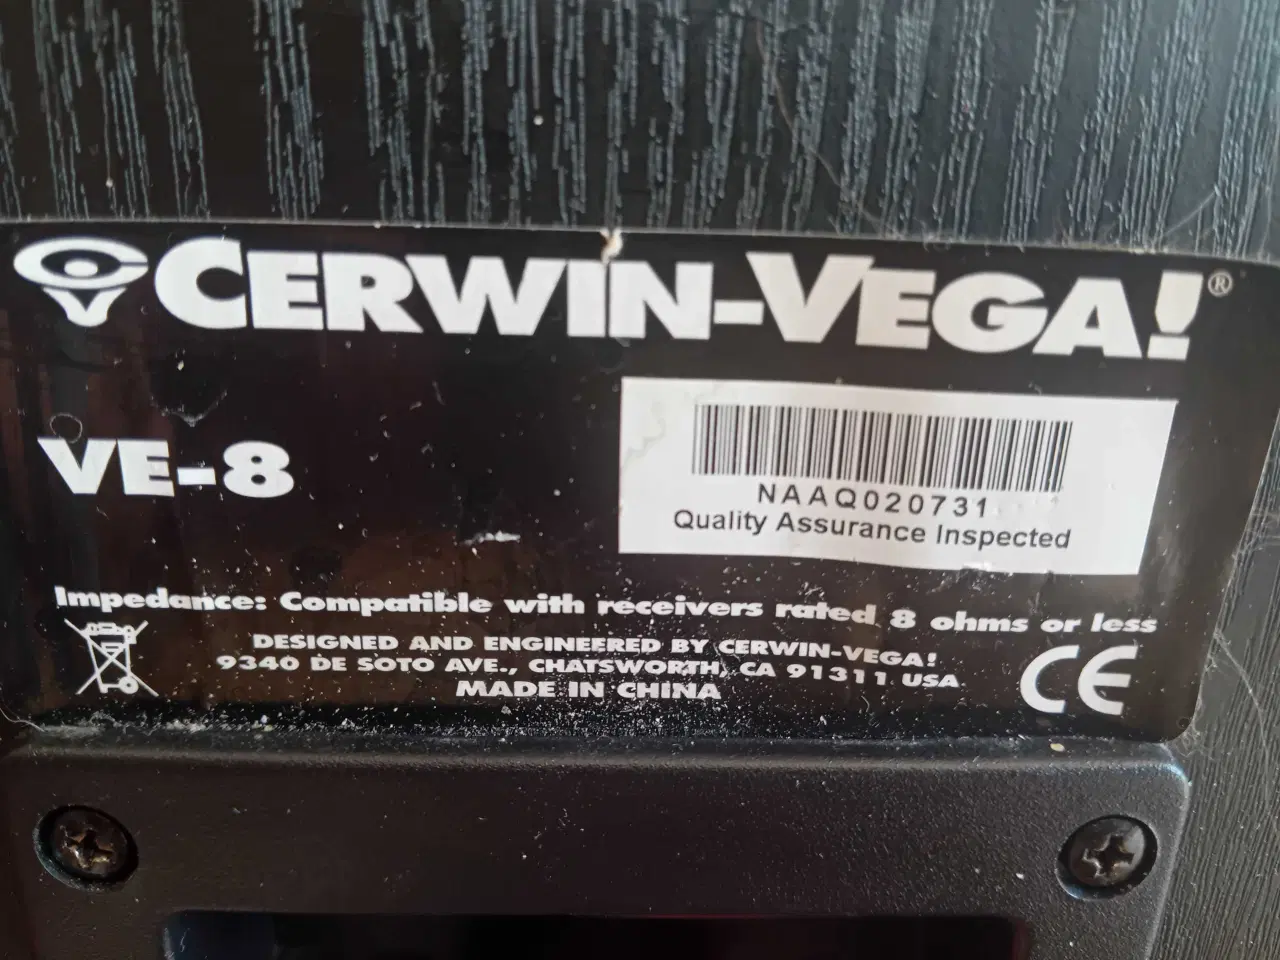 CERWIN-VEGA!®
VE-8
NAAQ020731
Quality Assurance Inspected
Impedance: Compatible with receivers rated 8 ohms or less
DESIGNED AND ENGINEERED BY CERWIN-VEGA!
9340 DE SOTO AVE., CHATSWORTH, CA 91311 USA
MADE IN CHINA
CE